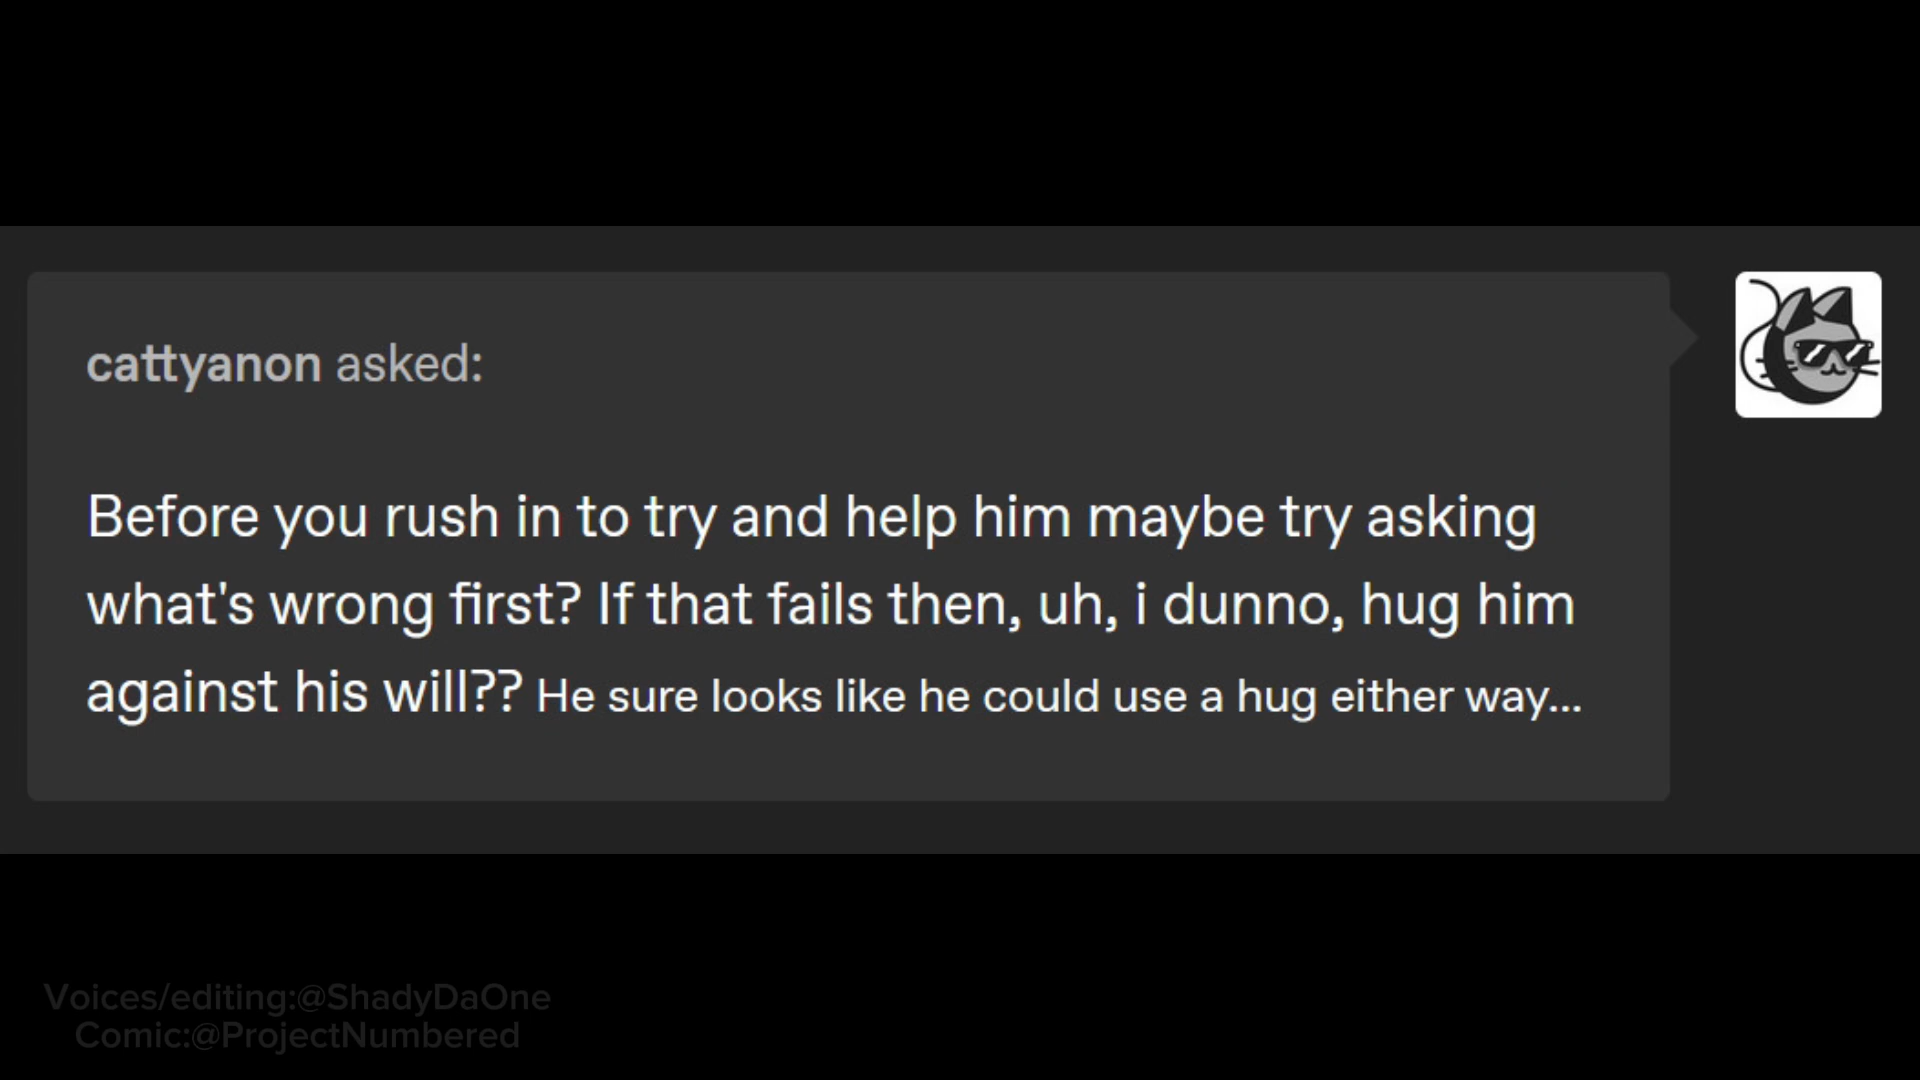 cattyanon asked:
Before you rush in to try and help him maybe try asking
what's wrong first? If that fails then, uh, i dunno, hug him
against his will?? He sure looks like he could use a hug either way...
Voices/editing:@ShadyDaOne
Comic:@ProjectNumbered